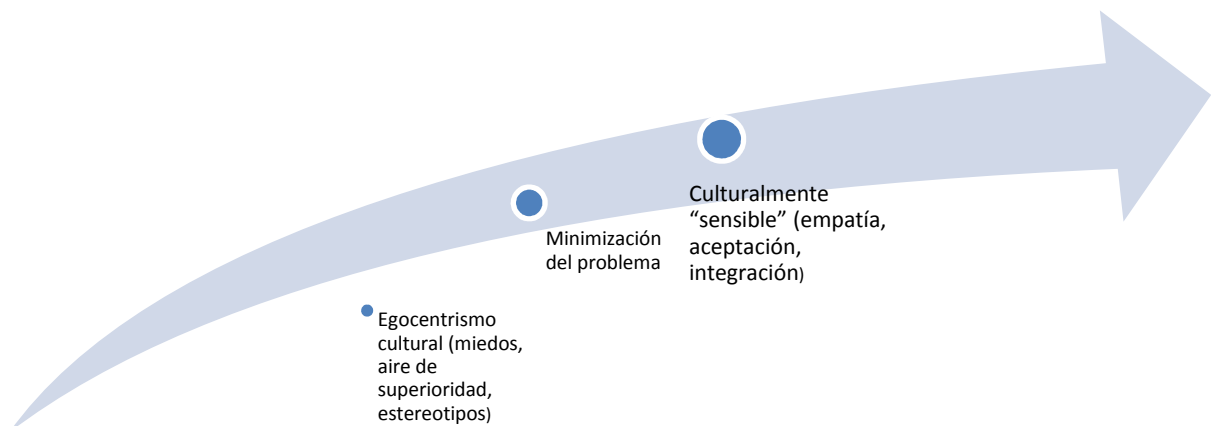 Culturalmente
“sensible” (empatía,
aceptación,
integración)
Minimización
del problema
Egocentrismo
cultural (miedos,
aire de
superioridad,
estereotipos)